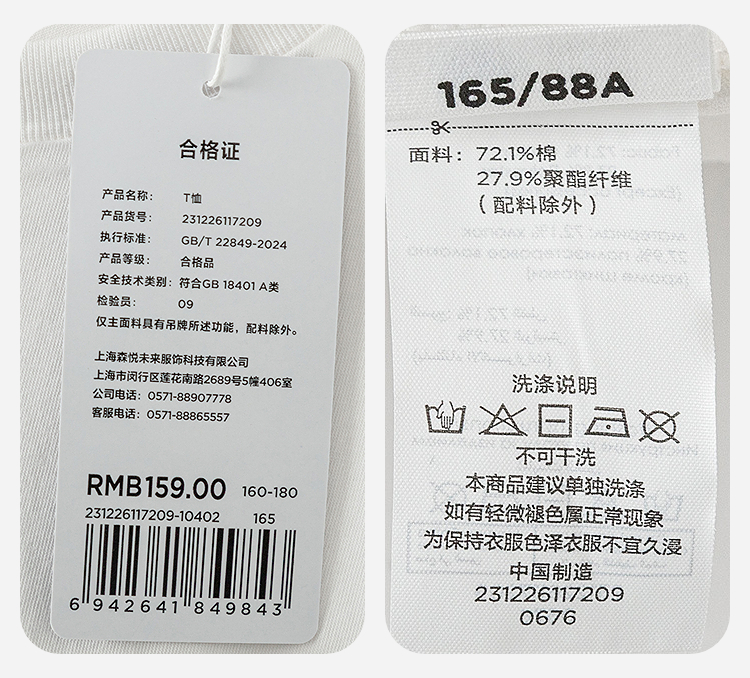 合格证
产品名称： T恤
产品货号： 231226117209
执行标准： GB/T 22849-2024
产品等级： 合格品
安全技术类别：符合GB 18401 A类
检验员： 09
仅主面料具有吊牌所述功能，配料除外。
上海森悦未来服饰科技有限公司
上海市闵行区莲花南路2689号5幢406室
公司电话：0571-88907778
客服电话：0571-88865557
RMB159.00 160-180
231226117209-10402 165
6 942641 849843
165/88A
面料：72.1%棉
27.9%聚酯纤维
（配料除外）
洗涤说明
不可干洗
本商品建议单独洗涤
如有轻微褪色属正常现象
为保持衣服色泽衣服不宜久浸
中国制造
231226117209
0676